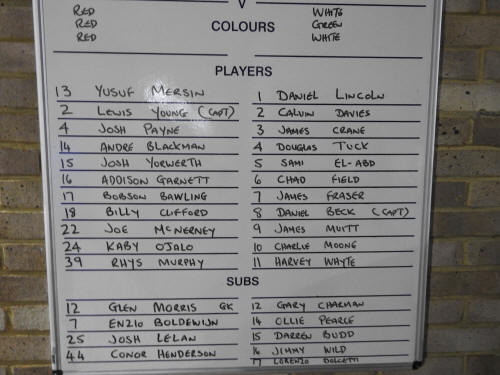 V
RED WHITE
RED GREEN
RED WHITE
COLOURS
PLAYERS
13 YUSUF MERSIN 1 DANIEL LINCOLN
2 LEWIS YOUNG (CAPT) 2 CALVIN DAVIES
4 JOSH PAYNE 3 JAMES CRANE
14 ANDRE BLACKMAN 4 DOUGLAS TUCK
15 JOSH YORWERTH 5 SAMI EL-ABD
16 ADDISON GARNETT 6 CHAD FIELD
17 BOBSON BAWLING 7 JAMES FRASER
18 BILLY CLIFFORD 8 DANIEL BECK (CAPT)
22 JOE McNERNEY 9 JAMES MUITT
24 KABY OJALO 10 CHARLIE MOONE
39 RHYS MURPHY 11 HARVEY WHYTE
SUBS
12 GLEN MORRIS GK 12 GARY CHARMAN
7 ENZIO BOLDEWIJN 14 OLLIE PEARCE
25 JOSH LELAN 15 DARREN BUDD
44 CONOR HENDERSON 16 JIMMY WILD
17 LORENZO DOLCETTI